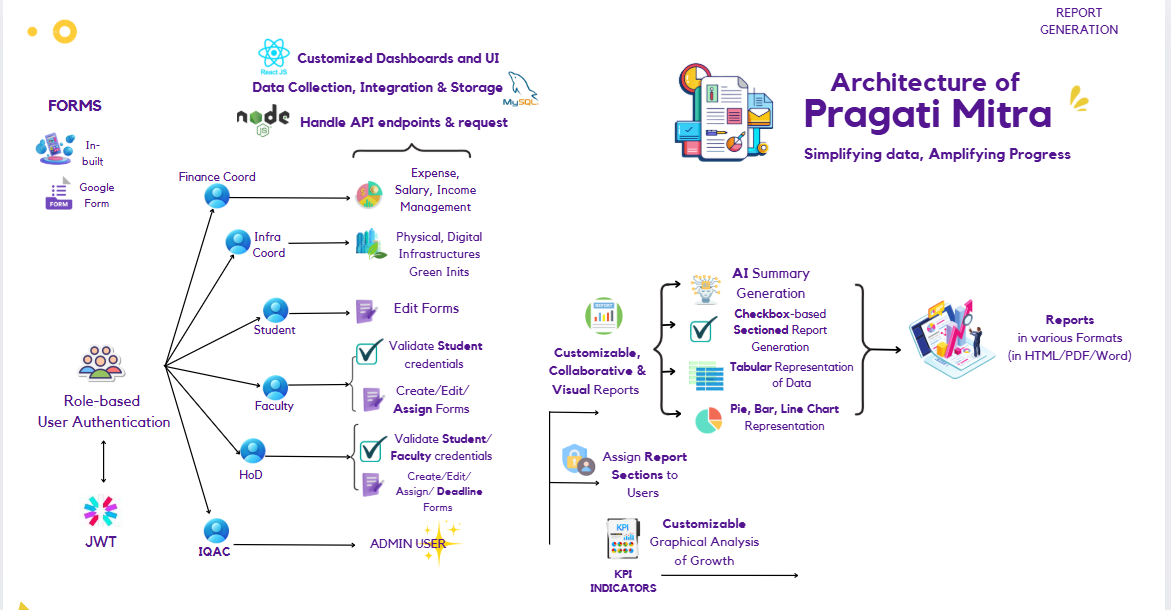 REPORT
GENERATION
Architecture of
Pragati Mitra
Simplifying data, Amplifying Progress
React JS
Customized Dashboards and UI
Data Collection, Integration & Storage
MySQL
node
JS
Handle API endpoints & request
FORMS
In-
built
Google
Form
FORM
Finance Coord
Expense,
Salary, Income
Management
Infra
Coord
Physical, Digital
Infrastructures
Green Inits
Student
Edit Forms
Faculty
Validate Student
credentials
Create/Edit/
Assign Forms
HoD
Validate Student/
Faculty credentials
Create/Edit/
Assign/ Deadline
Forms
IQAC
ADMIN USER
Role-based
User Authentication
JWT
REPORT
Customizable,
Collaborative &
Visual Reports
AI Summary
Generation
Checkbox-based
Sectioned Report
Generation
Tabular Representation
of Data
Pie, Bar, Line Chart
Representation
Reports
in various Formats
(in HTML/PDF/Word)
Assign Report
Sections to
Users
KPI
Customizable
Graphical Analysis
of Growth
KPI
INDICATORS